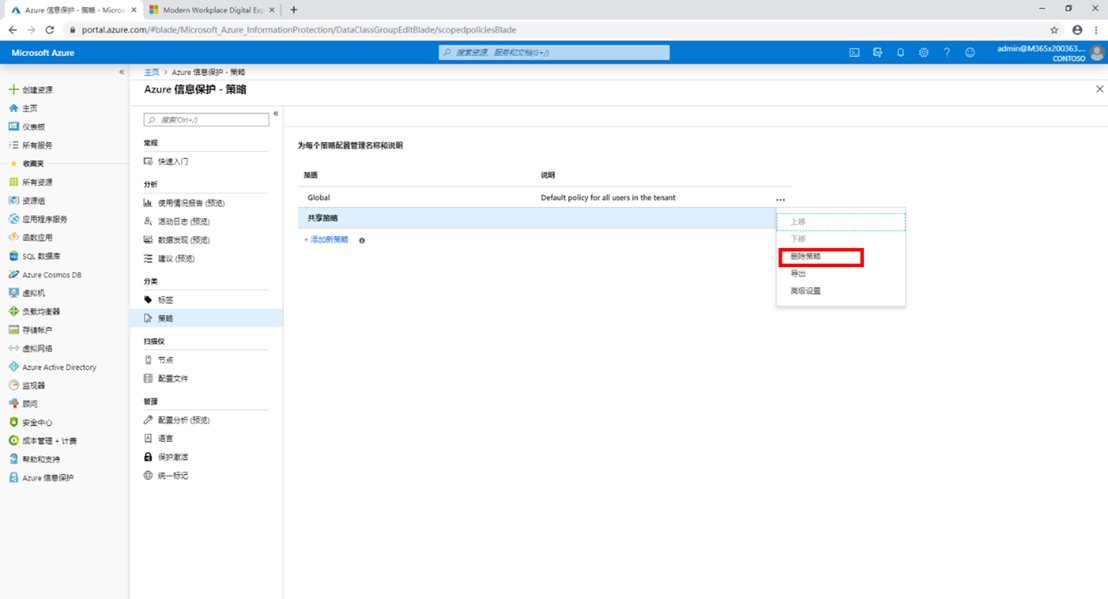 Azure 信息保护 - 策略 - Micros
Modern Workplace Digital Exp
portal.azure.com/#blade/Microsoft_Azure_InformationProtection/DataClassGroupEditBlade/scopedpoliciesBlade
Microsoft Azure
搜索资源、服务和文档(G+/)
admin@M365x200363....
CONTOSO
创建资源
主页
仪表板
所有服务
收藏夹
所有资源
资源组
应用程序服务
函数应用
SQL 数据库
Azure Cosmos DB
虚拟机
负载均衡器
存储帐户
虚拟网络
Azure Active Directory
监视器
顾问
安全中心
成本管理 + 计费
帮助和支持
Azure 信息保护
主页 > Azure 信息保护 - 策略
Azure 信息保护 - 策略
搜索(Ctrl+/)
常规
快速入门
分析
使用情况报告 (预览)
活动日志 (预览)
数据发现 (预览)
建议 (预览)
分类
标签
策略
扫描仪
节点
配置文件
管理
配置分析 (预览)
语言
保护激活
统一标记
为每个策略配置管理名称和说明
策略 说明
Global Default policy for all users in the tenant ...
共享策略
+ 添加新策略
上移
下移
删除策略
导出
高级设置